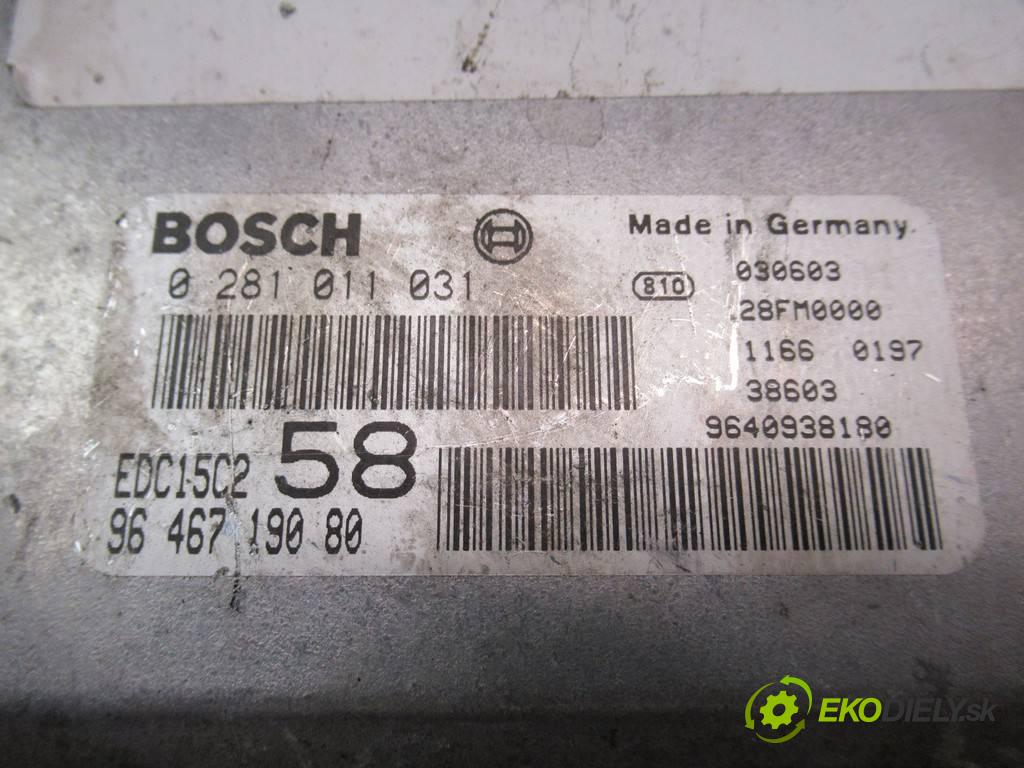 BOSCH
Made in Germany.
0 281 011 031
810
030603
28FM0000
1166 0197
38603
9640938180
58
EDC15C2
96 467 190 80
EKODIELY.sk